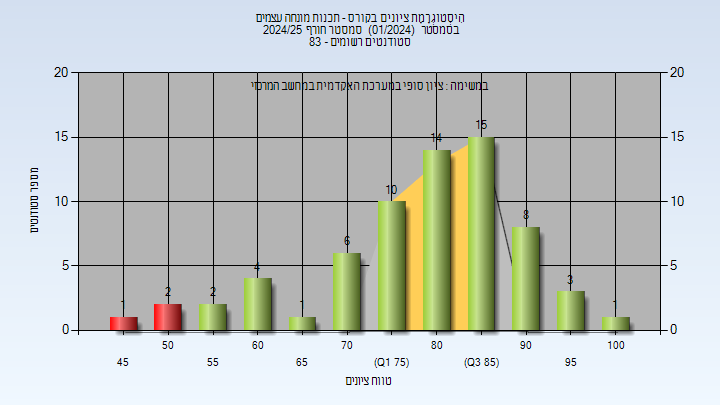 היסטוגרמת ציונים בקורס - תכנות מונחה עצמים
בסמסטר (01/2024) סמסטר חורף 2024/25
סטודנטים רשומים - 83
במשימה : ציון סופי במערכת האקדמית במחשב המרכזי
20 20
15 15
10 10
5 5
0 0
מספר סטודנטים
1 2 2 4 1 6 10 14 15 8 3 1
50 60 70 80 90 100
45 55 65 (Q1 75) (Q3 85) 95
טווח ציונים